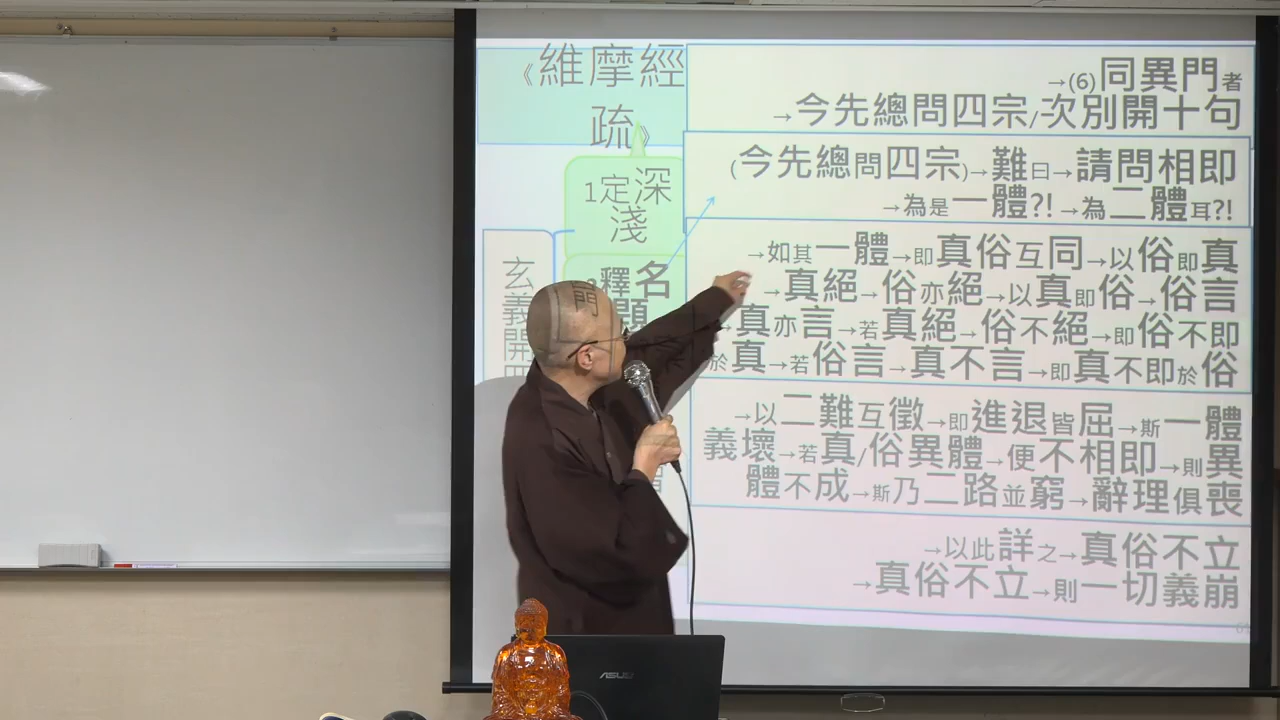 《維摩經
疏》
1定深
淺
釋名
題
門
玄
義
開
→(6)同異門者
→今先總問四宗/次別開十句
(今先總問四宗)→難曰→請問相即
→為是一體?!→為二體耳?!
→如其一體→即真俗互同→以俗即真
→真絕→俗亦絕→以真即俗→俗言
→真亦言→若真絕→俗不絕→即俗不即
於真→若俗言→真不言→即真不即於俗
→以二難互徵→即進退皆屈→斯一體
義壞→若真/俗異體→便不相即→則異
體不成→斯乃二路並窮→辭理俱喪
→以此詳之→真俗不立
→真俗不立→則一切義崩
ASUS